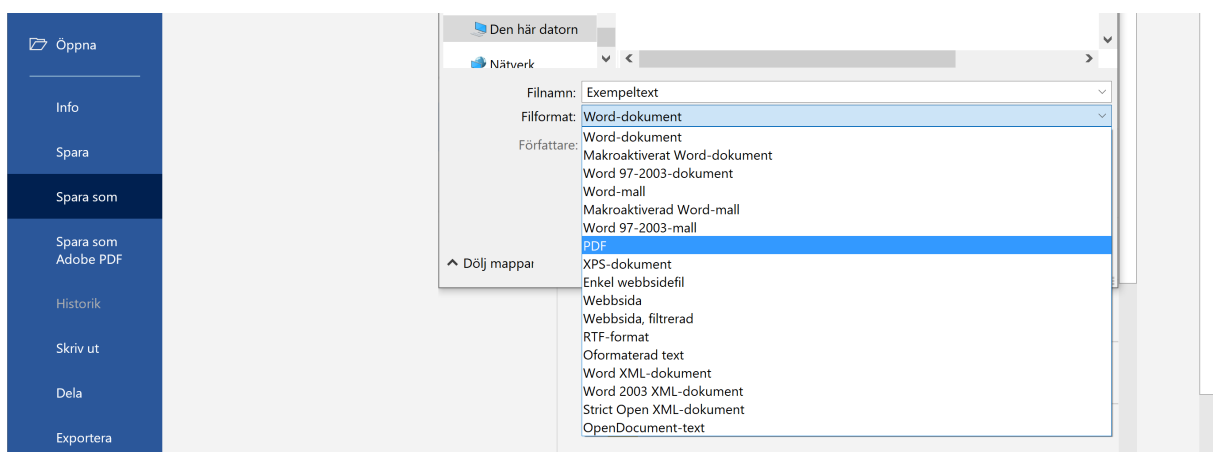 Öppna
Info
Spara
Spara som
Spara som
Adobe PDF
Historik
Skriv ut
Dela
Exportera
Den här datorn
Nätverk
Filnamn: Exempeltext
Filformat: Word-dokument
Författare:
Word-dokument
Makroaktiverat Word-dokument
Word 97-2003-dokument
Word-mall
Makroaktiverad Word-mall
Word 97-2003-mall
PDF
XPS-dokument
Enkel webbsidefil
Webbsida
Webbsida, filtrerad
RTF-format
Oformaterad text
Word XML-dokument
Word 2003 XML-dokument
Strict Open XML-dokument
OpenDocument-text
Dölj mappar